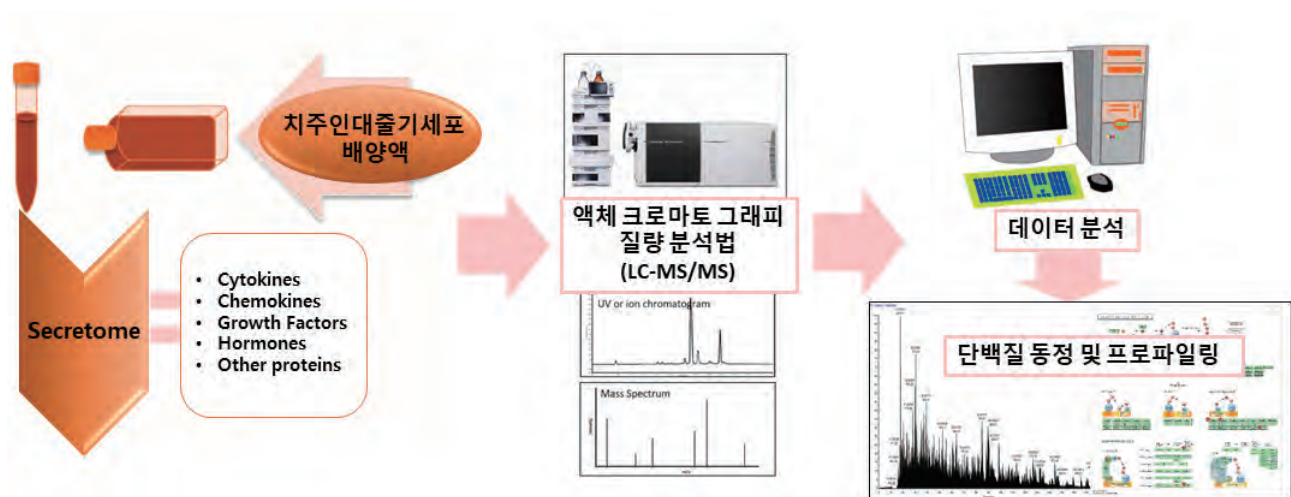 치주인대줄기세포
배양액
Secretome
• Cytokines
• Chemokines
• Growth Factors
• Hormones
• Other proteins
액체 크로마토 그래피
질량 분석법
(LC-MS/MS)
UV or ion chromatogram
Mass Spectrum
데이터 분석
단백질 동정 및 프로파일링